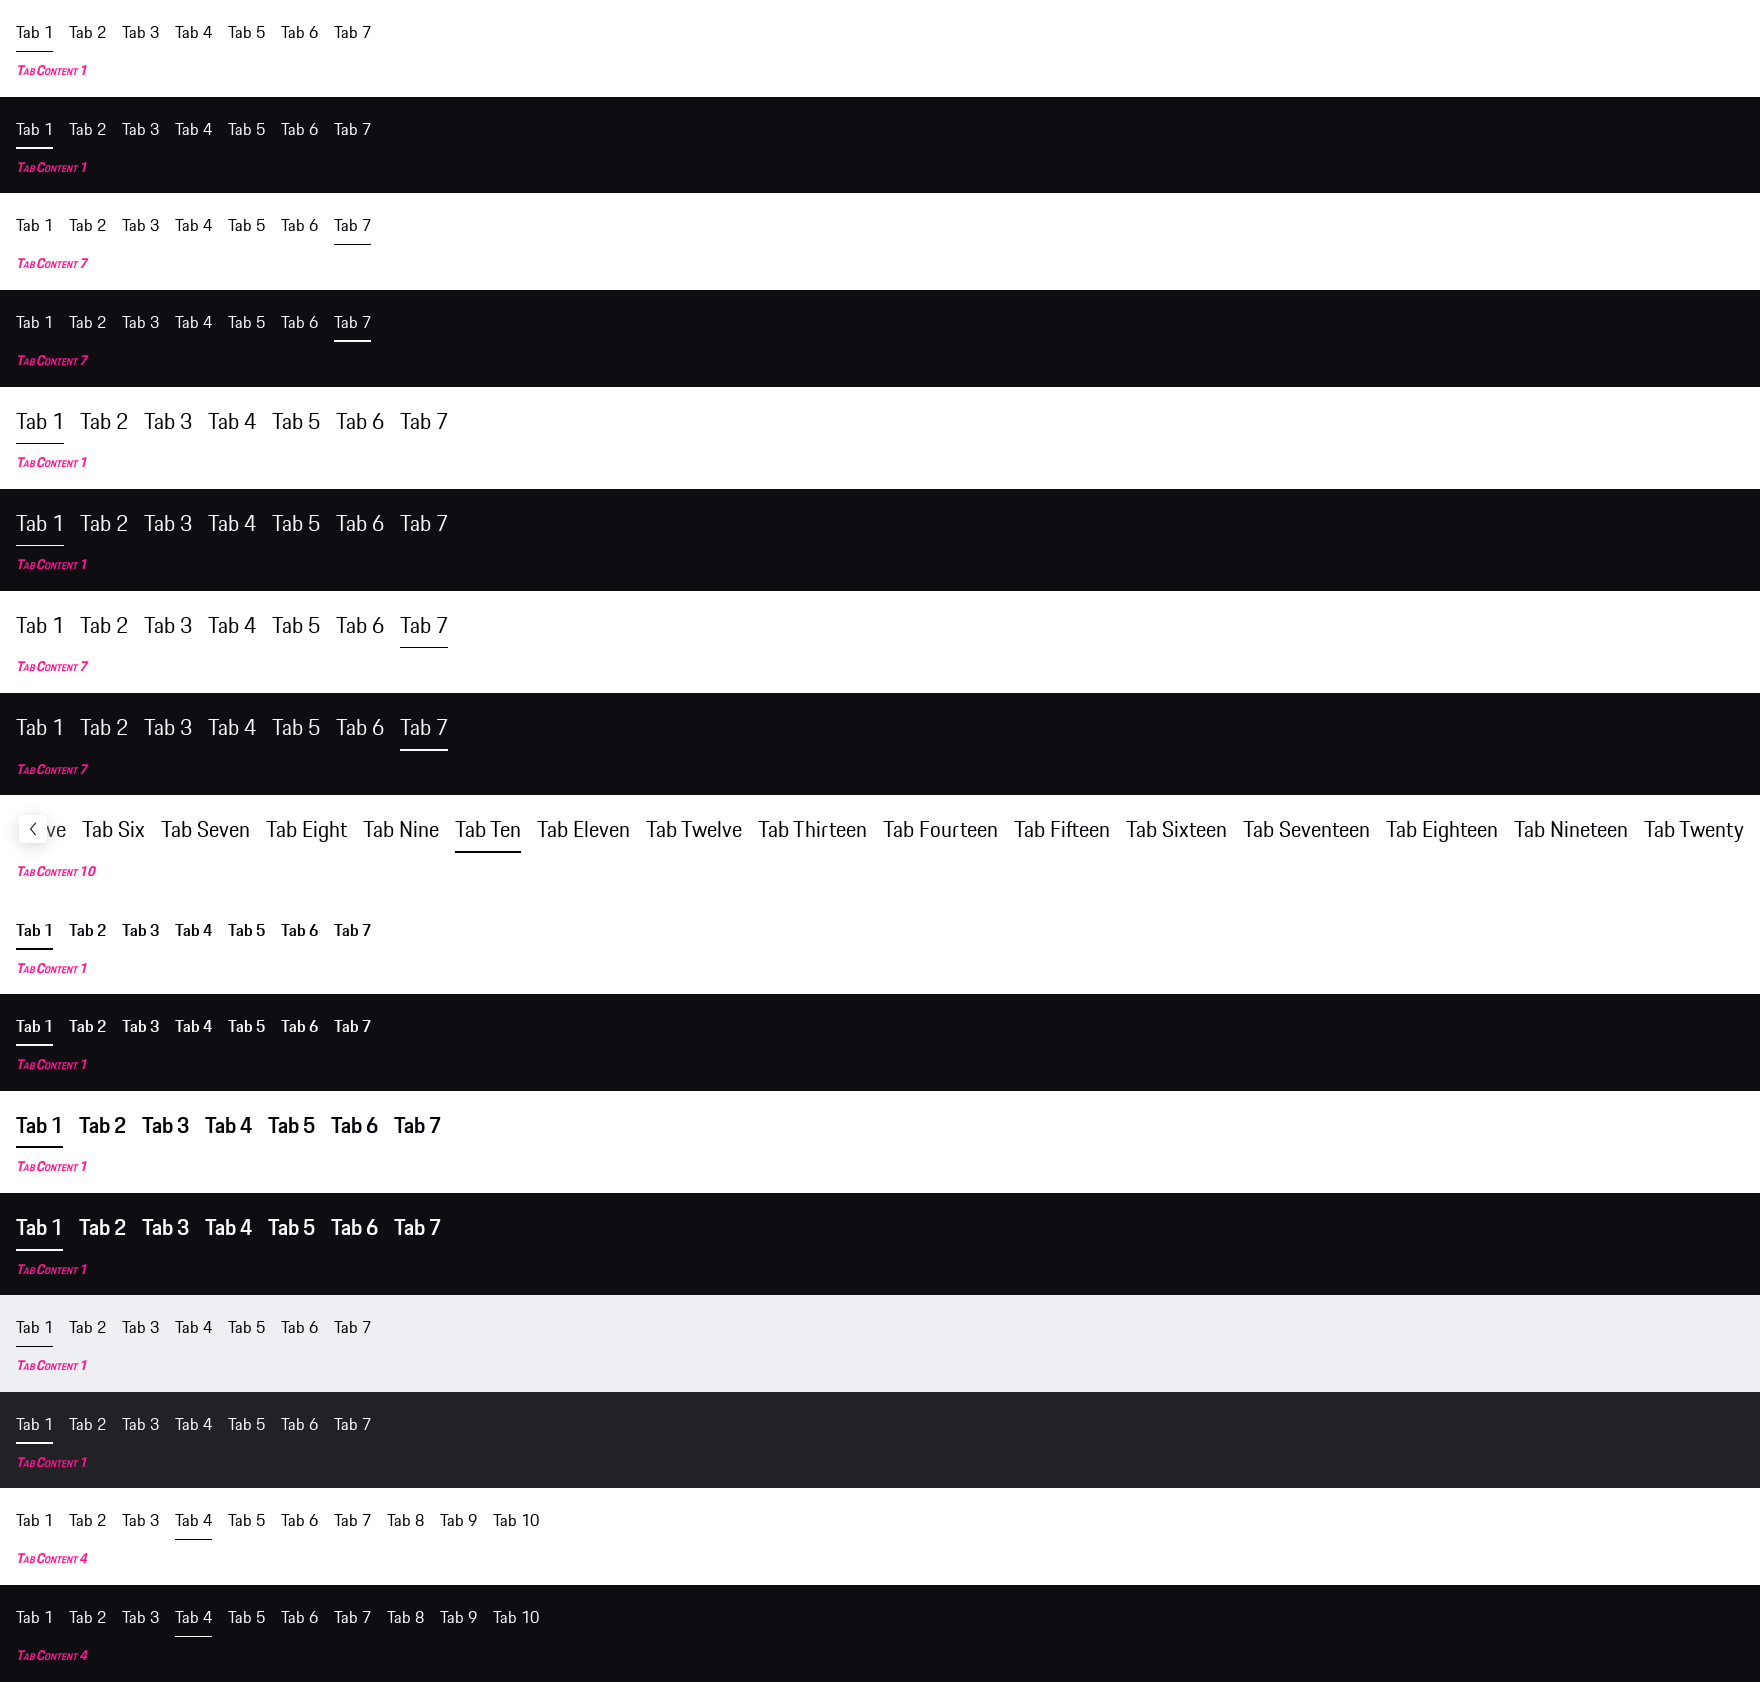 Tab 1 Tab 2 Tab 3 Tab 4 Tab 5 Tab 6 Tab 7
Tab Content 1
Tab 1 Tab 2 Tab 3 Tab 4 Tab 5 Tab 6 Tab 7
Tab Content 1
Tab 1 Tab 2 Tab 3 Tab 4 Tab 5 Tab 6 Tab 7
Tab Content 7
Tab 1 Tab 2 Tab 3 Tab 4 Tab 5 Tab 6 Tab 7
Tab Content 7
Tab 1 Tab 2 Tab 3 Tab 4 Tab 5 Tab 6 Tab 7
Tab Content 1
Tab 1 Tab 2 Tab 3 Tab 4 Tab 5 Tab 6 Tab 7
Tab Content 1
Tab 1 Tab 2 Tab 3 Tab 4 Tab 5 Tab 6 Tab 7
Tab Content 7
Tab 1 Tab 2 Tab 3 Tab 4 Tab 5 Tab 6 Tab 7
Tab Content 7
Tab Six Tab Seven Tab Eight Tab Nine Tab Ten Tab Eleven Tab Twelve Tab Thirteen Tab Fourteen Tab Fifteen Tab Sixteen Tab Seventeen Tab Eighteen Tab Nineteen Tab Twenty
Tab Content 10
Tab 1 Tab 2 Tab 3 Tab 4 Tab 5 Tab 6 Tab 7
Tab Content 1
Tab 1 Tab 2 Tab 3 Tab 4 Tab 5 Tab 6 Tab 7
Tab Content 1
Tab 1 Tab 2 Tab 3 Tab 4 Tab 5 Tab 6 Tab 7
Tab Content 1
Tab 1 Tab 2 Tab 3 Tab 4 Tab 5 Tab 6 Tab 7
Tab Content 1
Tab 1 Tab 2 Tab 3 Tab 4 Tab 5 Tab 6 Tab 7
Tab Content 1
Tab 1 Tab 2 Tab 3 Tab 4 Tab 5 Tab 6 Tab 7
Tab Content 1
Tab 1 Tab 2 Tab 3 Tab 4 Tab 5 Tab 6 Tab 7 Tab 8 Tab 9 Tab 10
Tab Content 4
Tab 1 Tab 2 Tab 3 Tab 4 Tab 5 Tab 6 Tab 7 Tab 8 Tab 9 Tab 10
Tab Content 4